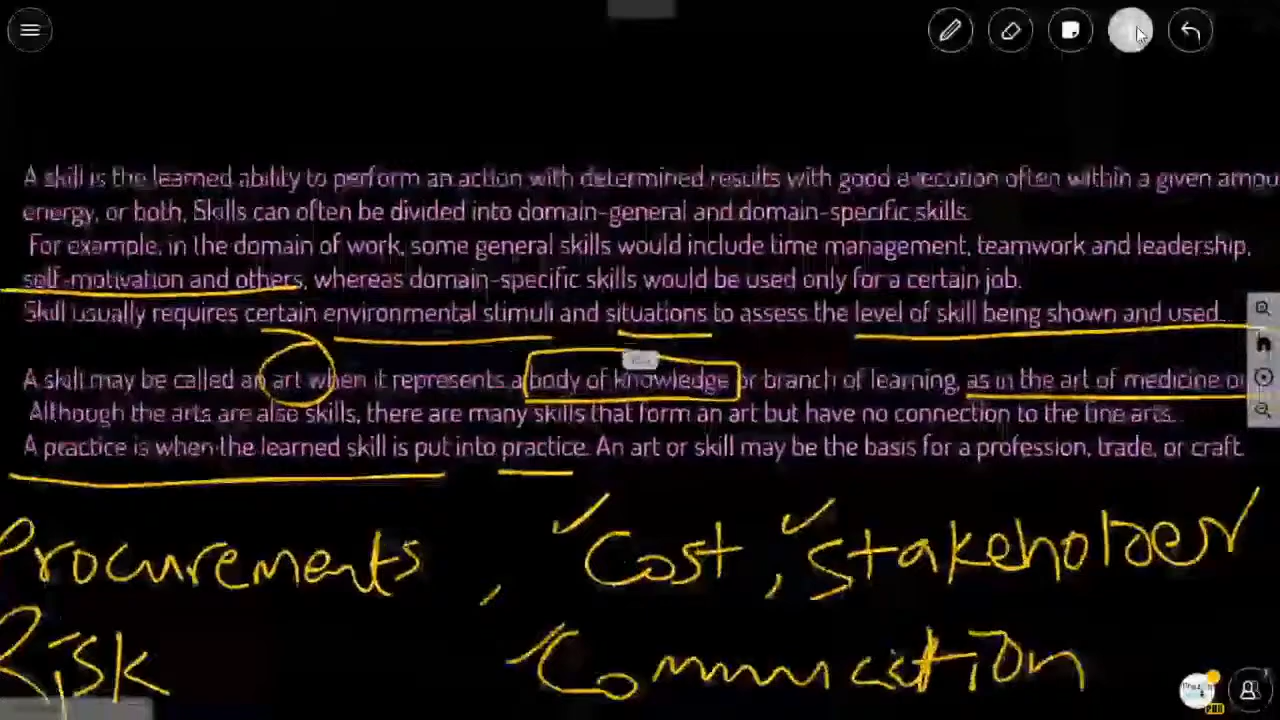 A skill is the learned ability to perform an action with determined results with good execution often within a given amou
energy, or both. Skills can often be divided into domain-general and domain-specific skills.
For example, in the domain of work, some general skills would include time management, teamwork and leadership,
self-motivation and others, whereas domain-specific skills would be used only for a certain job.
Skill usually requires certain environmental stimuli and situations to assess the level of skill being shown and used.
A skill may be called an art when it represents a body of knowledge or branch of learning, as in the art of medicine or
Although the arts are also skills, there are many skills that form an art but have no connection to the fine arts.
A practice is when the learned skill is put into practice. An art or skill may be the basis for a profession, trade, or craft.
Procurements, Cost, Stakeholder
Risk Communication
PRO